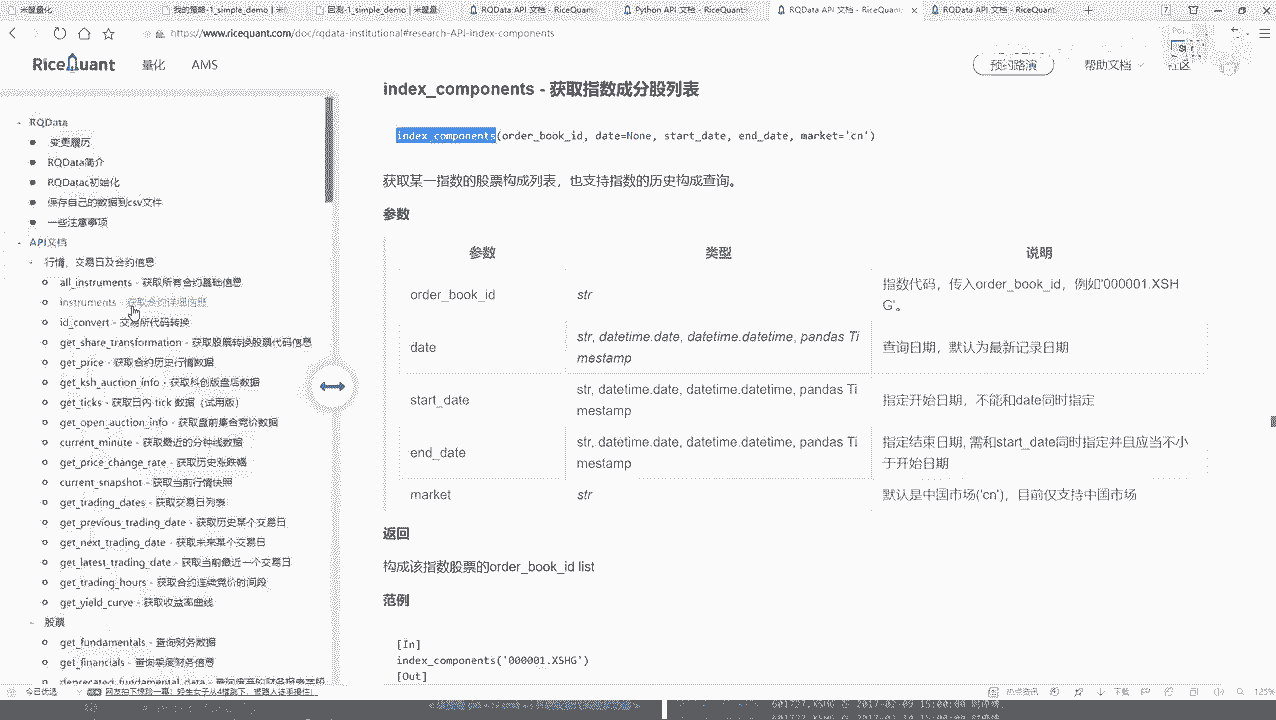 米筐量化
我的策略-1_simple_demo | 米
回测-1_simple_demo | 米筐量
RQData API 文档 - RiceQuan
Python API 文档 - RiceQuant
RQData API 文档 - RiceQuan
RQData API 文档 - RiceQuan
https://www.ricequant.com/doc/rqdata-institutional#research-API-index-components
RiceQuant
量化
AMS
预约路演
帮助文档
社区
RQData
变更履历
RQData简介
RQDatac初始化
保存自己的数据到csv文件
一些注意事项
API文档
行情、交易日及合约信息
all_instruments - 获取所有合约基础信息
instruments - 获取合约详细信息
id_convert - 交易所代码转换
get_share_transformation - 获取股票转换股票代码信息
get_price - 获取合约历史行情数据
get_ksh_auction_info - 获取科创版盘后数据
get_ticks - 获取日内 tick 数据（试用版）
get_open_auction_info - 获取盘前集合竞价数据
current_minute - 获取最近的分钟线数据
get_price_change_rate - 获取历史涨跌幅
current_snapshot - 获取当前行情快照
get_trading_dates - 获取交易日列表
get_previous_trading_date - 获取历史某个交易日
get_next_trading_date - 获取未来某个交易日
get_latest_trading_date - 获取当前最近一个交易日
get_trading_hours - 获取合约连续竞价时间段
get_yield_curve - 获取收益率曲线
股票
get_fundamentals - 查询财务数据
get_financials - 查询季度财务信息
index_components - 获取指数成分股列表
index_components(order_book_id, date=None, start_date, end_date, market='cn')
获取某一指数的股票构成列表，也支持指数的历史构成查询。
参数
参数 类型 说明
order_book_id str 指数代码，传入order_book_id，例如'000001.XSH
G'。
date str, datetime.date, datetime.datetime, pandas Ti
mestamp 查询日期，默认为最新记录日期
start_date str, datetime.date, datetime.datetime, pandas Ti
mestamp 指定开始日期，不能和date同时指定
end_date str, datetime.date, datetime.datetime, pandas Ti
mestamp 指定结束日期, 需和start_date同时指定并且应当不小
于开始日期
market str 默认是中国市场('cn')，目前仅支持中国市场
返回
构成该指数股票的order_book_id list
范例
[In]
index_components('000001.XSHG')
[Out]
今日优选
热点资讯
下载
125%